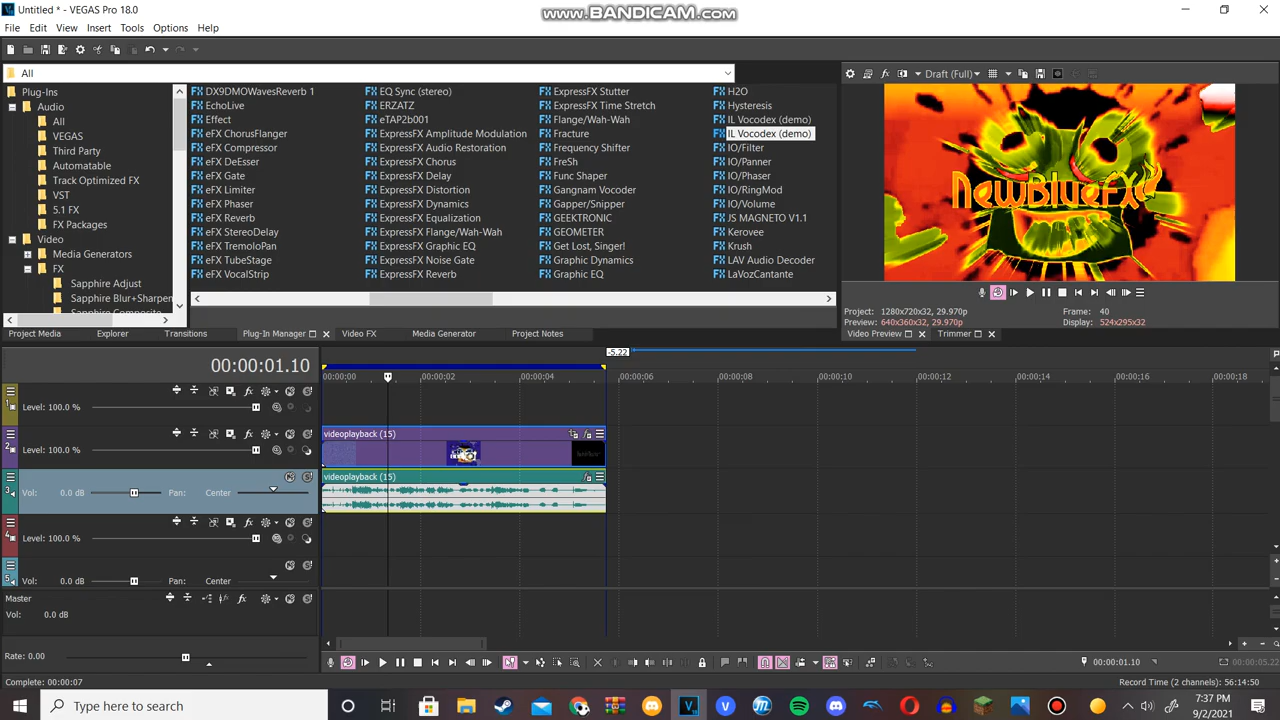 Untitled * - VEGAS Pro 18.0
www.BANDICAM.com
File Edit View Insert Tools Options Help
All
Draft (Full)
Plug-Ins
Audio
All
VEGAS
Third Party
Automatable
Track Optimized FX
VST
5.1 FX
FX Packages
Video
Media Generators
FX
Sapphire Adjust
Sapphire Blur+Sharpen
Sapphire Composite
DX9DMOWavesReverb 1
EchoLive
Effect
eFX ChorusFlanger
eFX Compressor
eFX DeEsser
eFX Gate
eFX Limiter
eFX Phaser
eFX Reverb
eFX StereoDelay
eFX TremoloPan
eFX TubeStage
eFX VocalStrip
EQ Sync (stereo)
ERZATZ
eTAP2b001
ExpressFX Amplitude Modulation
ExpressFX Audio Restoration
ExpressFX Chorus
ExpressFX Delay
ExpressFX Distortion
ExpressFX Dynamics
ExpressFX Equalization
ExpressFX Flange/Wah-Wah
ExpressFX Graphic EQ
ExpressFX Noise Gate
ExpressFX Reverb
ExpressFX Stutter
ExpressFX Time Stretch
Flange/Wah-Wah
Fracture
Frequency Shifter
FreSh
Func Shaper
Gangnam Vocoder
Gapper/Snipper
GEEKTRONIC
GEOMETER
Get Lost, Singer!
Graphic Dynamics
Graphic EQ
H2O
Hysteresis
IL Vocodex (demo)
IL Vocodex (demo)
IO/Filter
IO/Panner
IO/Phaser
IO/RingMod
IO/Volume
JS MAGNETO V1.1
Kerovee
Krush
LAV Audio Decoder
LaVozCantante
NewBlueFX
Project: 1280x720x32, 29.970p
Preview: 640x360x32, 29.970p
Frame: 40
Display: 524x295x32
Video Preview
Trimmer
Project Media Explorer Transitions Plug-In Manager Video FX Media Generator Project Notes
00:00:01.10
-5.22
00:00:00 00:00:02 00:00:04 00:00:06 00:00:08 00:00:10 00:00:12 00:00:14 00:00:16 00:00:18
1
Level: 100.0 %
2
Level: 100.0 %
videoplayback (15)
3
Vol: 0.0 dB Pan: Center
videoplayback (15)
4
Level: 100.0 %
5
Vol: 0.0 dB Pan: Center
Master
Vol: 0.0 dB
Rate: 0.00
00:00:01.10
00:00:05.22
Complete: 00:00:07
Record Time (2 channels): 56:14:50
Type here to search
7:37 PM
9/2/2021